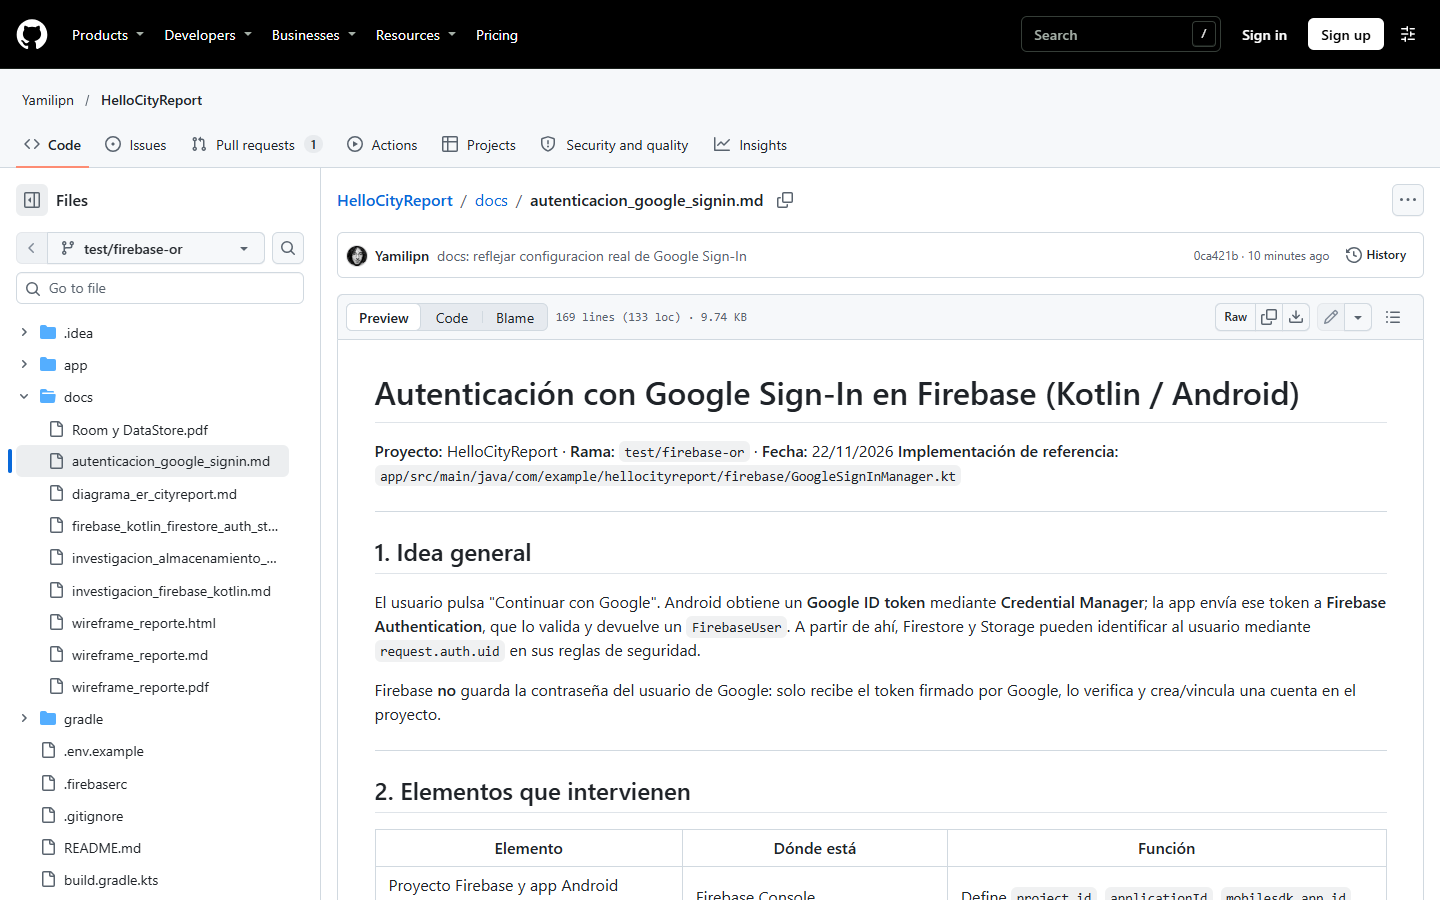 Products Developers Businesses Resources Pricing Search / Sign in Sign up
Yamilipn / HelloCityReport
Code Issues Pull requests 1 Actions Projects Security and quality Insights
Files
test/firebase-or
Go to file
.idea
app
docs
Room y DataStore.pdf
autenticacion_google_signin.md
diagrama_er_cityreport.md
firebase_kotlin_firestore_auth_st...
investigacion_almacenamiento_...
investigacion_firebase_kotlin.md
wireframe_reporte.html
wireframe_reporte.md
wireframe_reporte.pdf
gradle
.env.example
.firebaserc
.gitignore
README.md
build.gradle.kts
HelloCityReport / docs / autenticacion_google_signin.md
Yamilipn docs: reflejar configuracion real de Google Sign-In 0ca421b · 10 minutes ago History
Preview Code Blame 169 lines (133 loc) · 9.74 KB Raw
Autenticación con Google Sign-In en Firebase (Kotlin / Android)
Proyecto: HelloCityReport · Rama: test/firebase-or · Fecha: 22/11/2026 Implementación de referencia:
app/src/main/java/com/example/hellocityreport/firebase/GoogleSignInManager.kt
1. Idea general
El usuario pulsa "Continuar con Google". Android obtiene un Google ID token mediante Credential Manager; la app envía ese token a Firebase
Authentication, que lo valida y devuelve un FirebaseUser. A partir de ahí, Firestore y Storage pueden identificar al usuario mediante
request.auth.uid en sus reglas de seguridad.
Firebase no guarda la contraseña del usuario de Google: solo recibe el token firmado por Google, lo verifica y crea/vincula una cuenta en el
proyecto.
2. Elementos que intervienen
Elemento Dónde está Función
Proyecto Firebase y app Android
Firebase Console
Define project_id, applicationId, mobilesdk_app_id